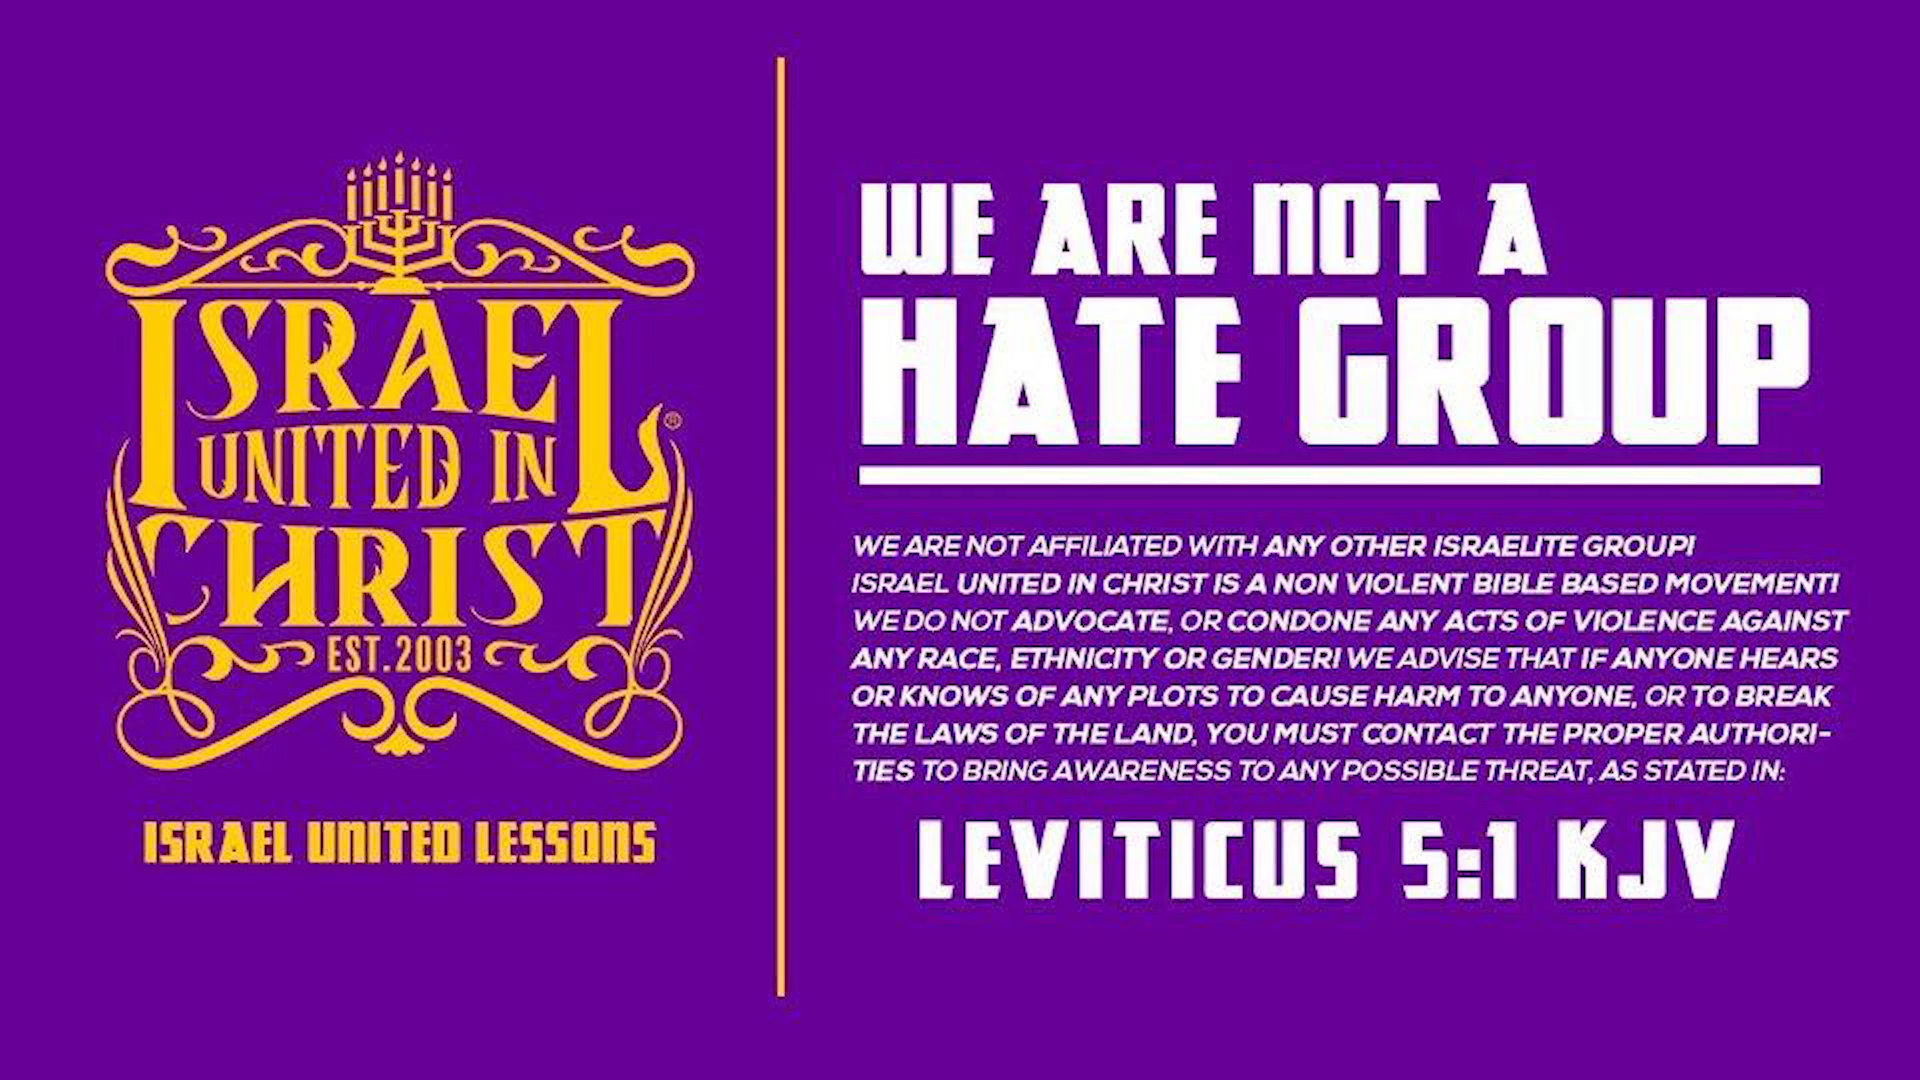 ISRAEL
UNITED IN
CHRIST
®
EST.2003
ISRAEL UNITED LESSONS
WE ARE NOT A
HATE GROUP
WE ARE NOT AFFILIATED WITH ANY OTHER ISRAELITE GROUP!
ISRAEL UNITED IN CHRIST IS A NON VIOLENT BIBLE BASED MOVEMENT!
WE DO NOT ADVOCATE, OR CONDONE ANY ACTS OF VIOLENCE AGAINST
ANY RACE, ETHNICITY OR GENDER! WE ADVISE THAT IF ANYONE HEARS
OR KNOWS OF ANY PLOTS TO CAUSE HARM TO ANYONE, OR TO BREAK
THE LAWS OF THE LAND, YOU MUST CONTACT THE PROPER AUTHORI-
TIES TO BRING AWARENESS TO ANY POSSIBLE THREAT, AS STATED IN:
LEVITICUS 5:1 KJV